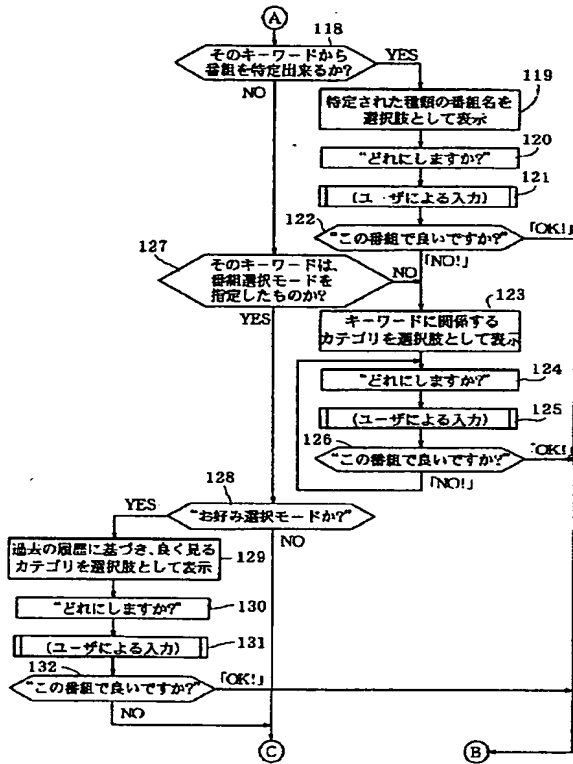 A
118
そのキーワードから
番組を特定出来るか?
YES
NO
119
特定された種類の番組名を
選択肢として表示
120
“どれにしますか?”
121
(ユーザによる入力)
122
“この番組で良いですか?”
「OK!」
「NO!」
127
そのキーワードは、
番組選択モードを
指定したものか?
NO
YES
123
キーワードに関係する
カテゴリを選択肢として表示
124
“どれにしますか?”
125
(ユーザによる入力)
126
“この番組で良いですか?”
「OK!」
「NO!」
128
“お好み選択モードか?”
YES
NO
129
過去の履歴に基づき、良く見る
カテゴリを選択肢として表示
130
“どれにしますか?”
131
(ユーザによる入力)
132
“この番組で良いですか?”
「OK!」
NO
C
B